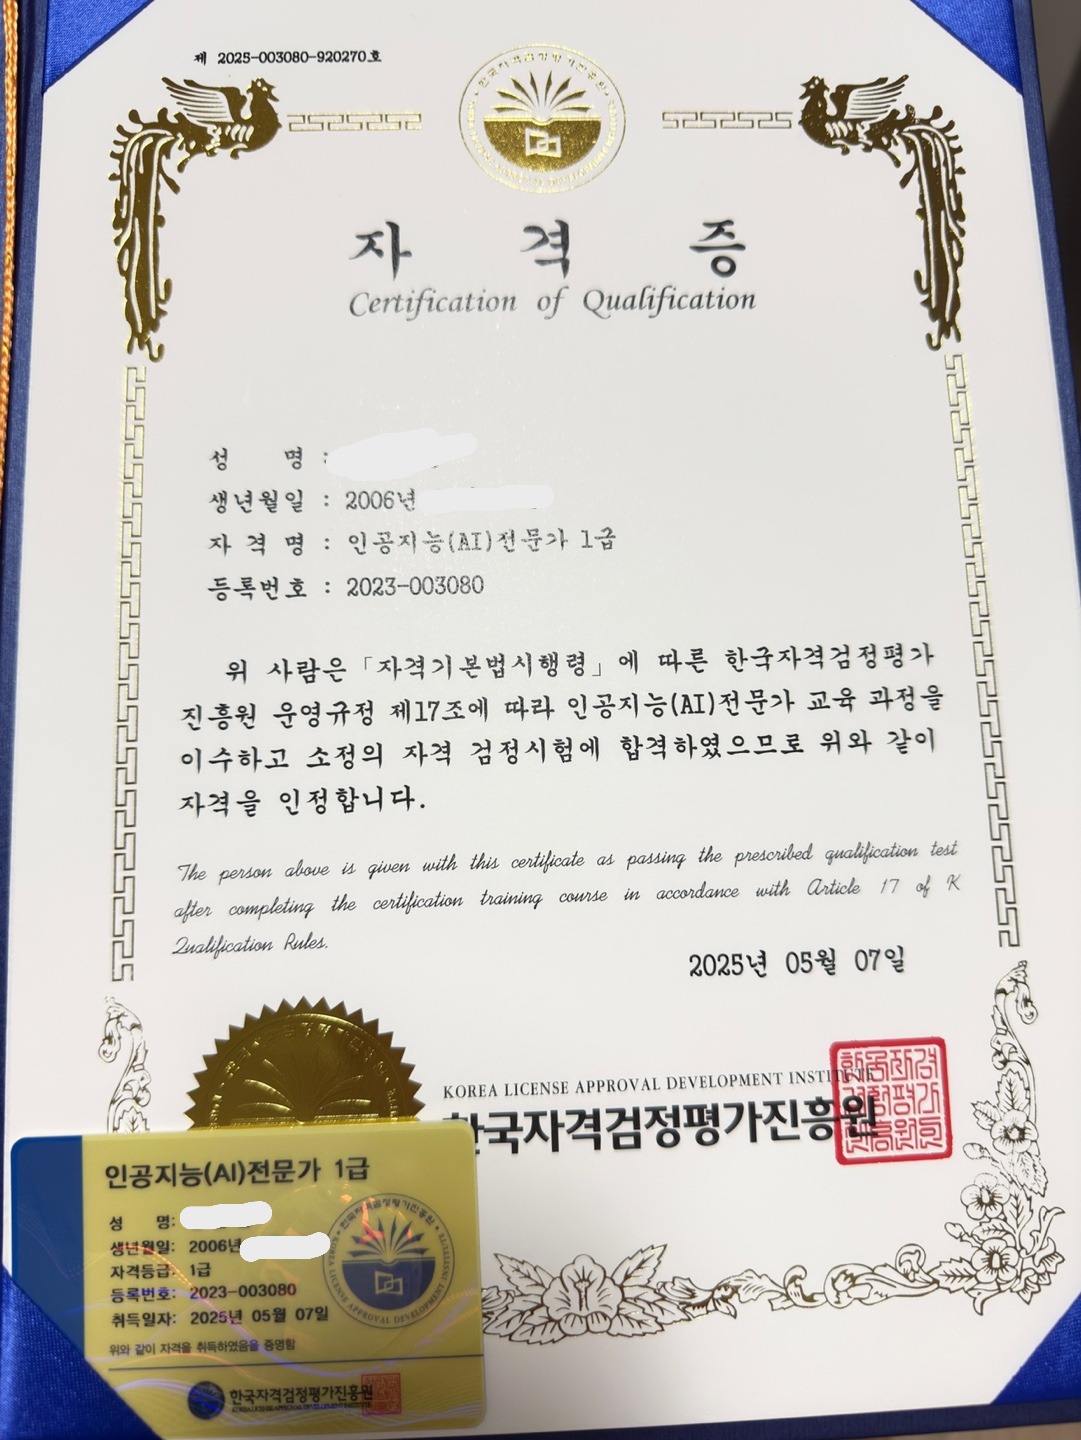 제 2025-003080-920270호
자 격 증
Certification of Qualification
성 명 :
생년월일 : 2006년
자 격 명 : 인공지능(AI)전문가 1급
등록번호 : 2023-003080
위 사람은 「자격기본법시행령」에 따른 한국자격검정평가
진흥원 운영규정 제17조에 따라 인공지능(AI)전문가 교육 과정을
이수하고 소정의 자격 검정시험에 합격하였으므로 위와 같이
자격을 인정합니다.
The person above is given with this certificate as passing the prescribed qualification test
after completing the certification training course in accordance with Article 17 of K
Qualification Rules.
2025년 05월 07일
KOREA LICENSE APPROVAL DEVELOPMENT INSTITUTE
한국자격검정평가진흥원
인공지능(AI)전문가 1급
성 명:
생년월일: 2006년
자격등급: 1급
등록번호: 2023-003080
취득일자: 2025년 05월 07일
위와 같이 자격을 취득하였음을 증명함
한국자격검정평가진흥원
KOREA LICENSE APPROVAL DEVELOPMENT INSTITUTE